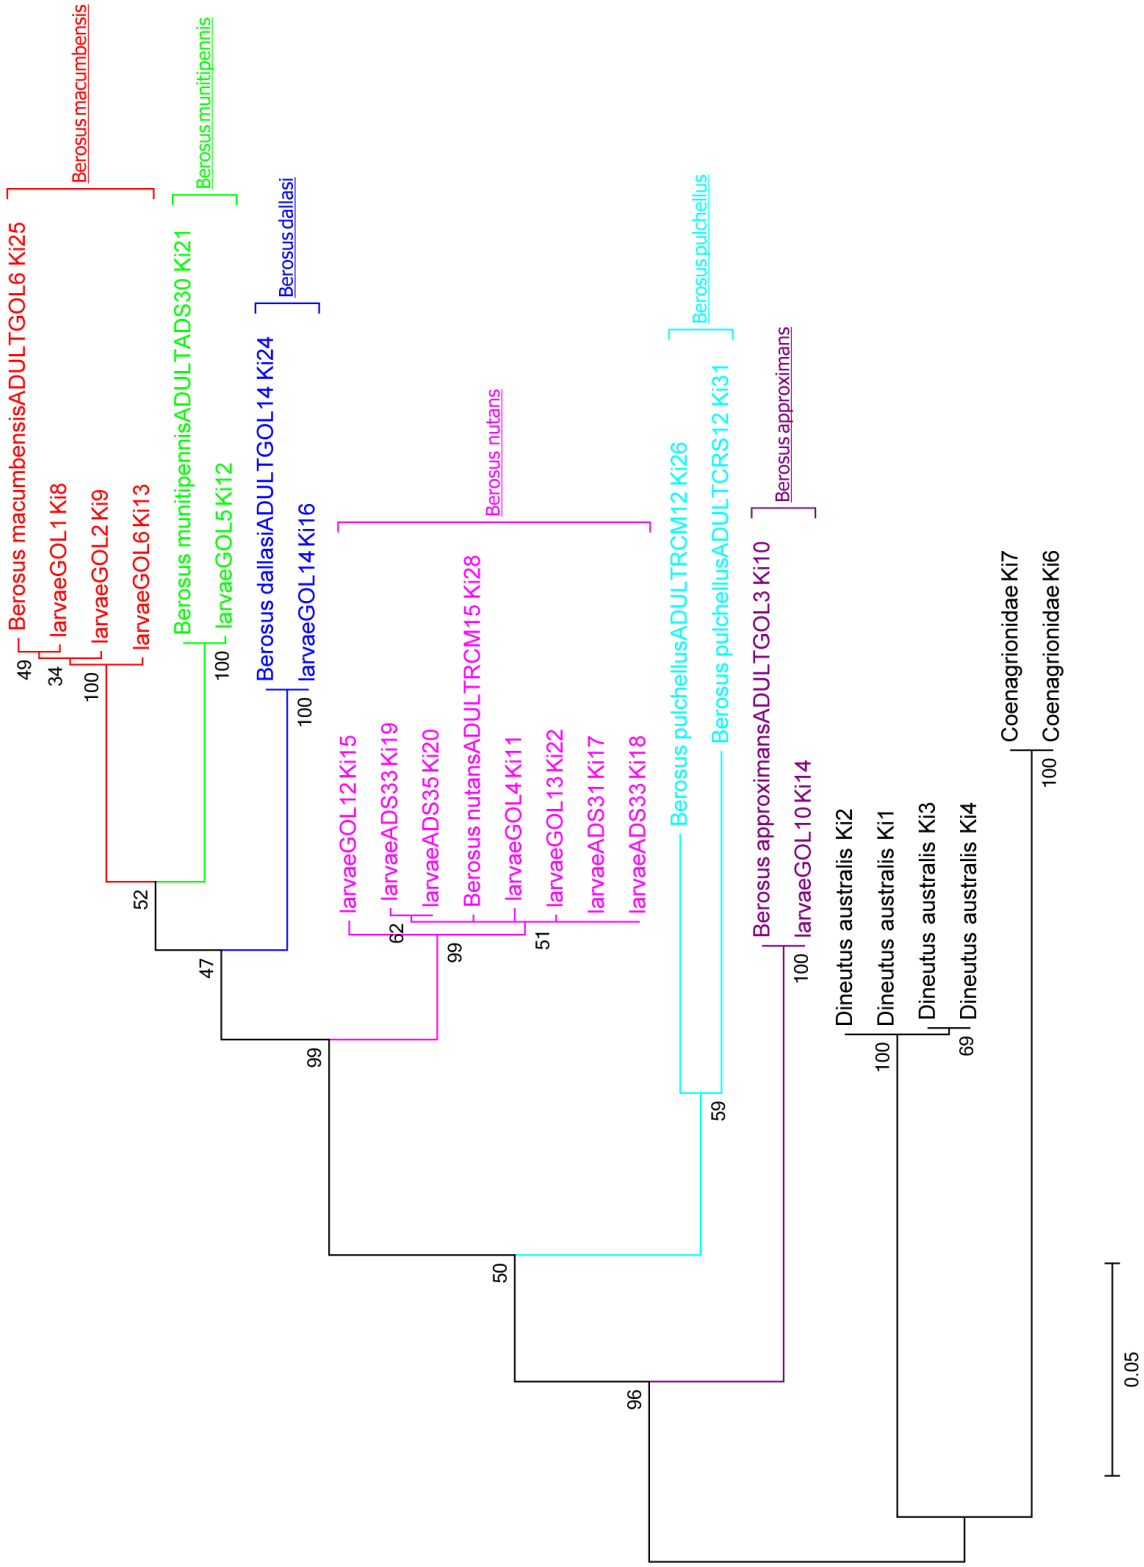 Berosus macumbensisADULTGOL6 Ki25
larvaeGOL1 Ki8
larvaeGOL2 Ki9
larvaeGOL6 Ki13
Berosus macumbensis
49
34
100
Berosus munitipennisADULTADS30 Ki21
larvaeGOL5 Ki12
Berosus munitipennis
100
52
Berosus dallasiADULTGOL14 Ki24
larvaeGOL14 Ki16
Berosus dallasi
100
47
larvaeGOL12 Ki15
larvaeADS33 Ki19
larvaeADS35 Ki20
Berosus nutansADULTRCM15 Ki28
larvaeGOL4 Ki11
larvaeGOL13 Ki22
larvaeADS31 Ki17
larvaeADS33 Ki18
Berosus nutans
62
99
51
99
Berosus pulchellusADULTRCM12 Ki26
Berosus pulchellusADULTCRS12 Ki31
Berosus pulchellus
59
50
Berosus approximansADULTGOL3 Ki10
larvaeGOL10 Ki14
Berosus approximans
100
96
Dineutus australis Ki2
Dineutus australis Ki1
Dineutus australis Ki3
Dineutus australis Ki4
100
69
Coenagrionidae Ki7
Coenagrionidae Ki6
100
0.05